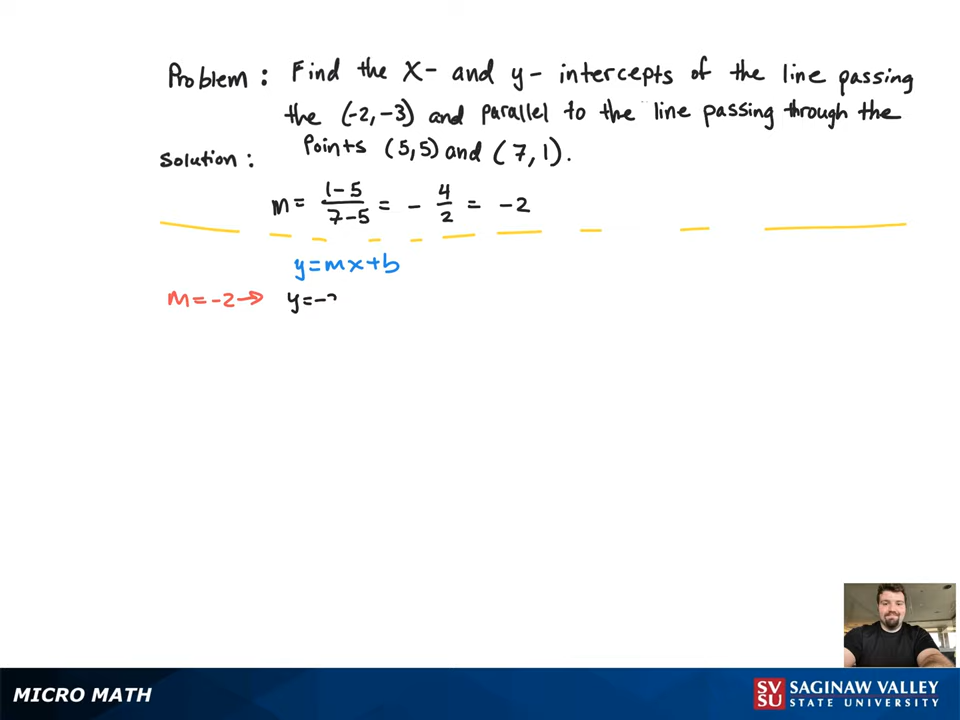 Problem: Find the x- and y- intercepts of the line passing
the (-2,-3) and parallel to the line passing through the
Solution: points (5,5) and (7,1).
m = \frac{1-5}{7-5} = - \frac{4}{2} = -2
y=mx+b
m=-2→ y=-
MICRO MATH
SV SU SAGINAW VALLEY
STATE UNIVERSITY